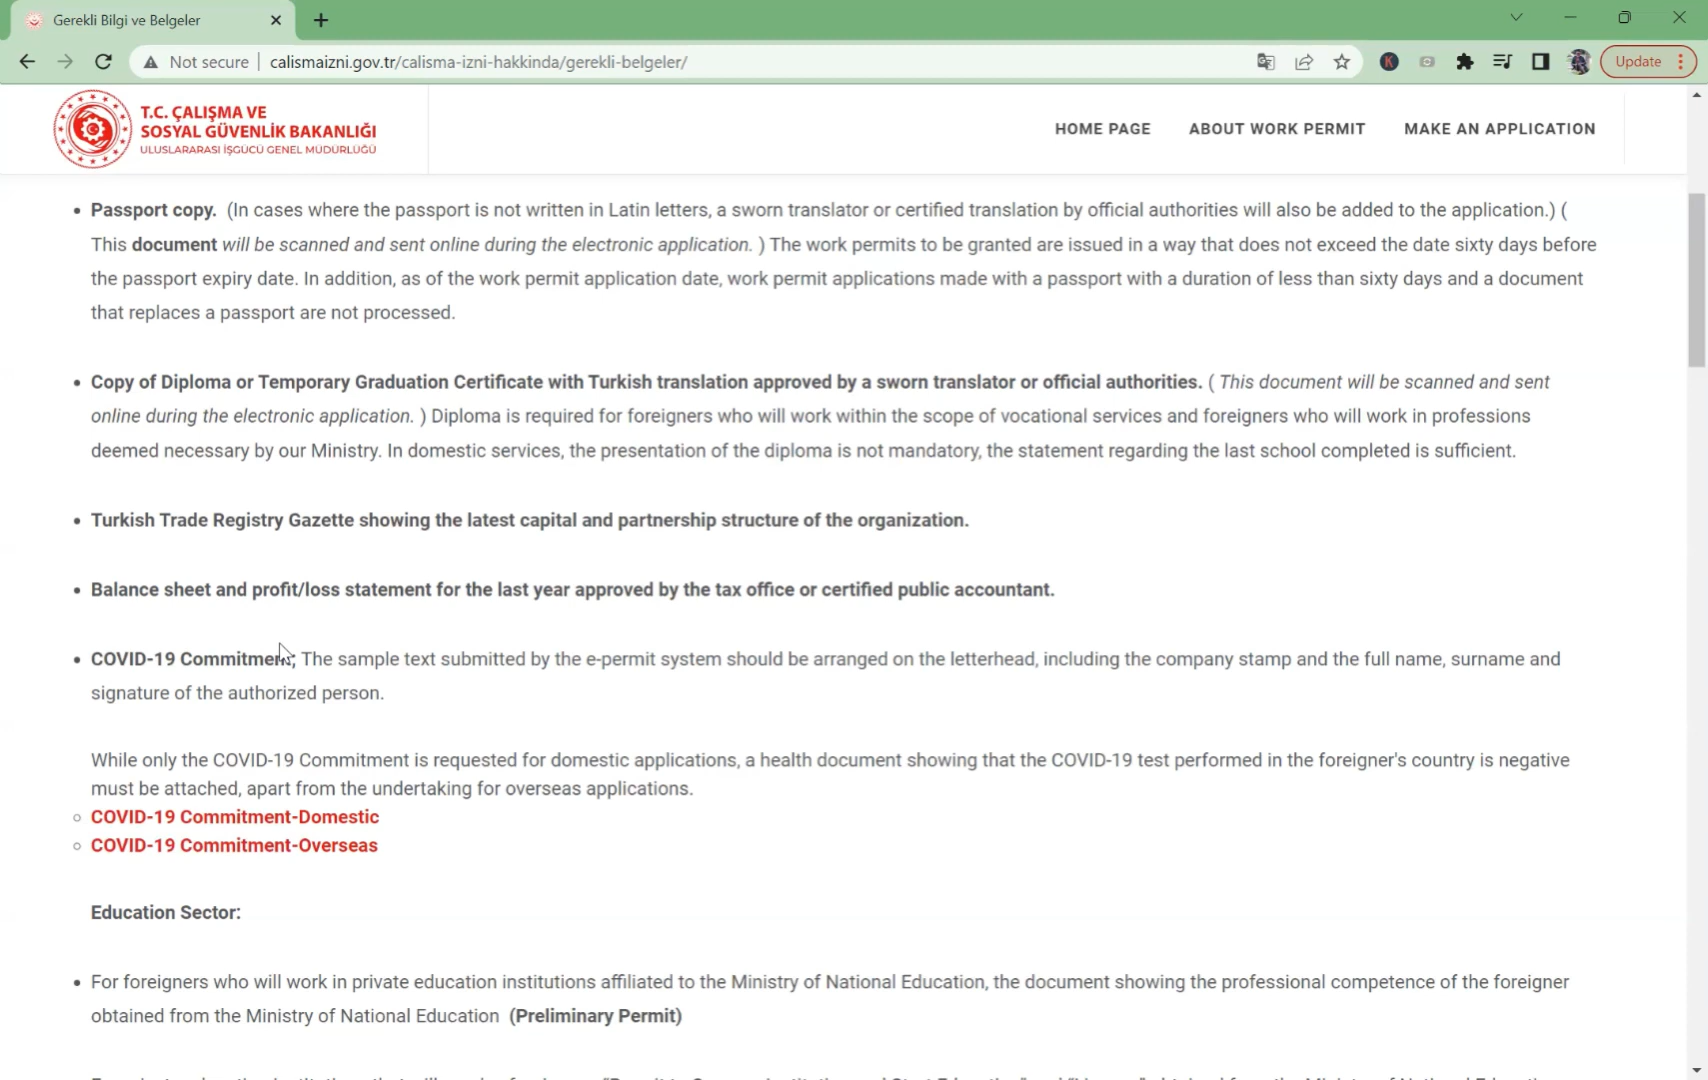 Gerekli Bilgi ve Belgeler
Not secure
calismaizni.gov.tr/calisma-izni-hakkinda/gerekli-belgeler/
K
Update
T.C. ÇALIŞMA VE
SOSYAL GÜVENLİK BAKANLIĞI
ULUSLARARASI İŞGÜCÜ GENEL MÜDÜRLÜĞÜ
HOME PAGE
ABOUT WORK PERMIT
MAKE AN APPLICATION
• Passport copy. (In cases where the passport is not written in Latin letters, a sworn translator or certified translation by official authorities will also be added to the application.) (
This document will be scanned and sent online during the electronic application. ) The work permits to be granted are issued in a way that does not exceed the date sixty days before
the passport expiry date. In addition, as of the work permit application date, work permit applications made with a passport with a duration of less than sixty days and a document
that replaces a passport are not processed.
• Copy of Diploma or Temporary Graduation Certificate with Turkish translation approved by a sworn translator or official authorities. ( This document will be scanned and sent
online during the electronic application. ) Diploma is required for foreigners who will work within the scope of vocational services and foreigners who will work in professions
deemed necessary by our Ministry. In domestic services, the presentation of the diploma is not mandatory, the statement regarding the last school completed is sufficient.
• Turkish Trade Registry Gazette showing the latest capital and partnership structure of the organization.
• Balance sheet and profit/loss statement for the last year approved by the tax office or certified public accountant.
• COVID-19 Commitment; The sample text submitted by the e-permit system should be arranged on the letterhead, including the company stamp and the full name, surname and
signature of the authorized person.
While only the COVID-19 Commitment is requested for domestic applications, a health document showing that the COVID-19 test performed in the foreigner's country is negative
must be attached, apart from the undertaking for overseas applications.
○ COVID-19 Commitment-Domestic
○ COVID-19 Commitment-Overseas
Education Sector:
• For foreigners who will work in private education institutions affiliated to the Ministry of National Education, the document showing the professional competence of the foreigner
obtained from the Ministry of National Education (Preliminary Permit)